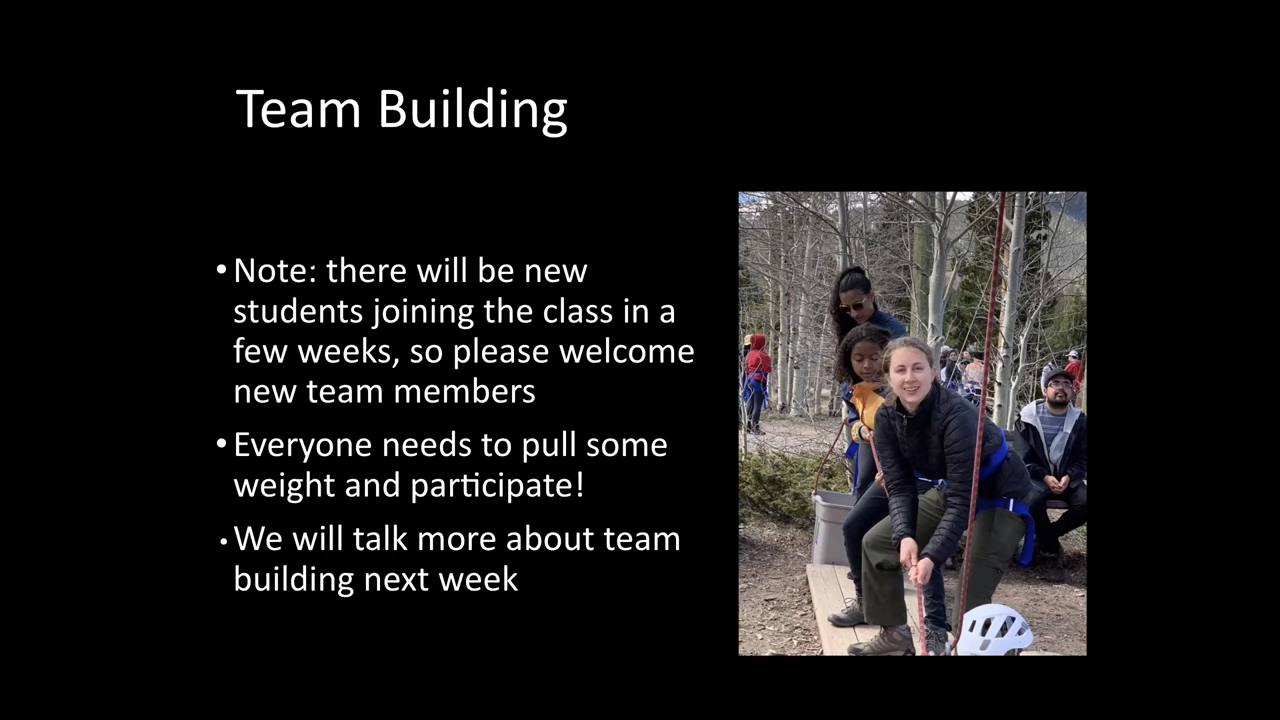 Team Building
• Note: there will be new
students joining the class in a
few weeks, so please welcome
new team members
• Everyone needs to pull some
weight and participate!
• We will talk more about team
building next week